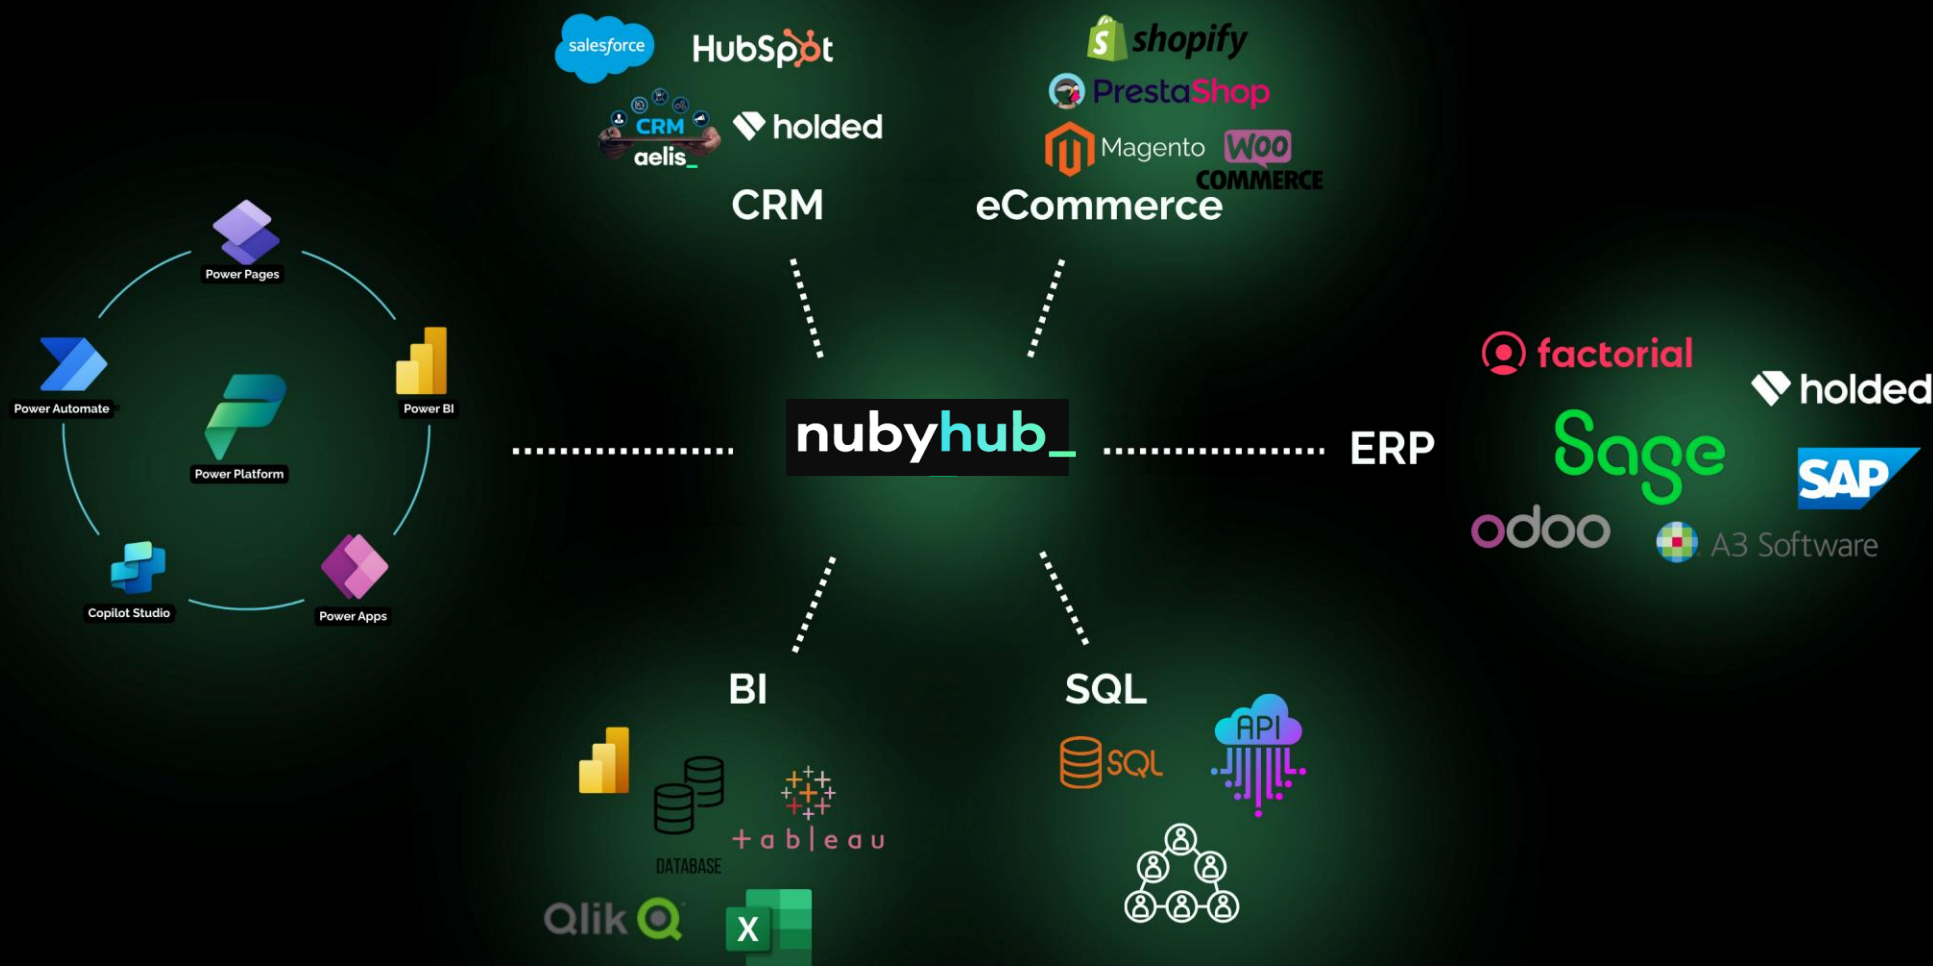 salesforce
HubSpot
CRM
aelis_
holded
CRM
shopify
PrestaShop
Magento
WOO
COMMERCE
eCommerce
Power Pages
Power Automate
Power BI
Power Platform
Copilot Studio
Power Apps
nubyhub_
ERP
factorial
holded
Sage
SAP
odoo
A3 Software
BI
DATABASE
+ableau
Qlik
X
SQL
SQL
API